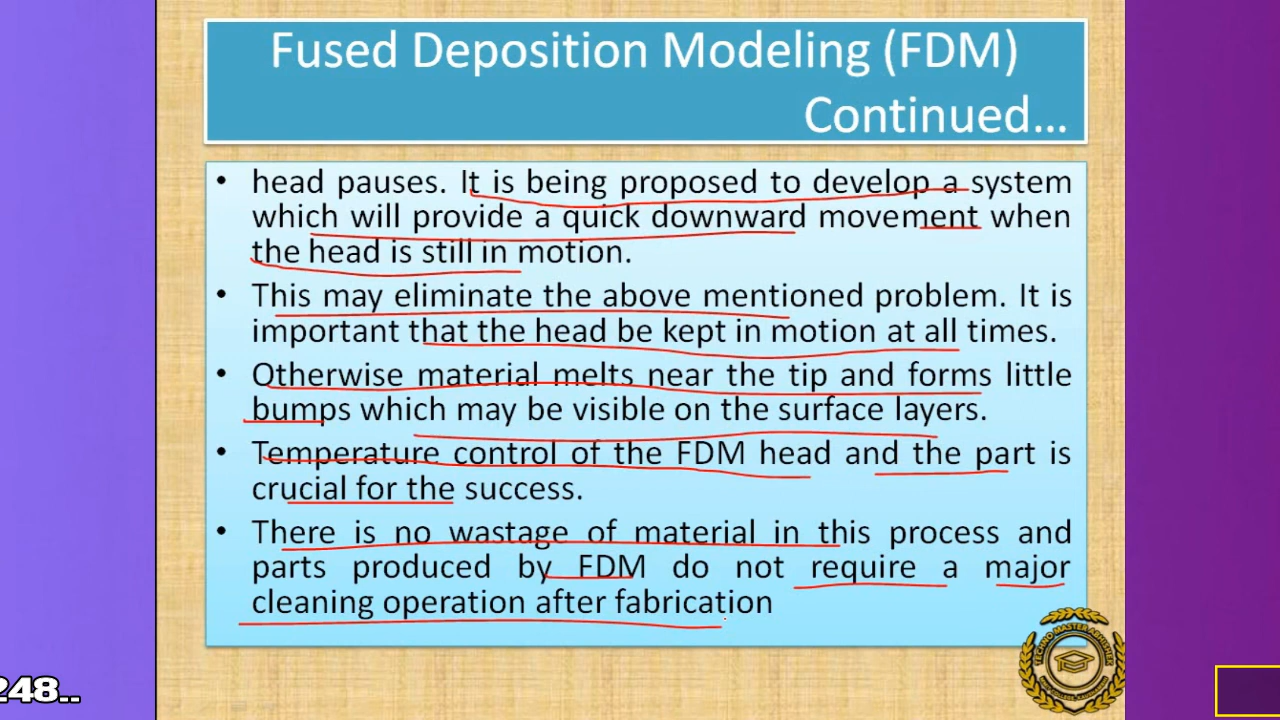 Fused Deposition Modeling (FDM)
Continued...
• head pauses. It is being proposed to develop a system
which will provide a quick downward movement when
the head is still in motion.
• This may eliminate the above mentioned problem. It is
important that the head be kept in motion at all times.
• Otherwise material melts near the tip and forms little
bumps which may be visible on the surface layers.
• Temperature control of the FDM head and the part is
crucial for the success.
• There is no wastage of material in this process and
parts produced by FDM do not require a major
cleaning operation after fabrication
TECHNO MASTER ABHISHEK
248..